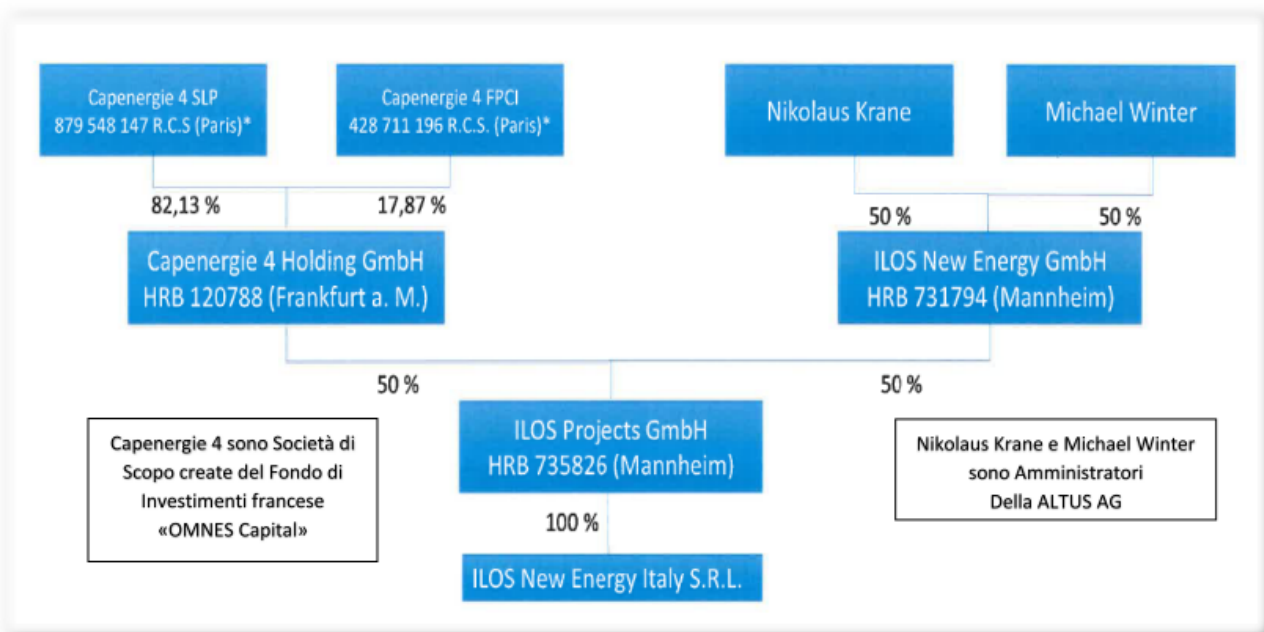 Capenergie 4 SLP
879 548 147 R.C.S (Paris)*
Capenergie 4 FPCI
428 711 196 R.C.S. (Paris)*
Nikolaus Krane
Michael Winter
82,13 %
17,87 %
50 %
50 %
Capenergie 4 Holding GmbH
HRB 120788 (Frankfurt a. M.)
ILOS New Energy GmbH
HRB 731794 (Mannheim)
50 %
50 %
Capenergie 4 sono Società di
Scopo create del Fondo di
Investimenti francese
«OMNES Capital»
ILOS Projects GmbH
HRB 735826 (Mannheim)
Nikolaus Krane e Michael Winter
sono Amministratori
Della ALTUS AG
100 %
ILOS New Energy Italy S.R.L.